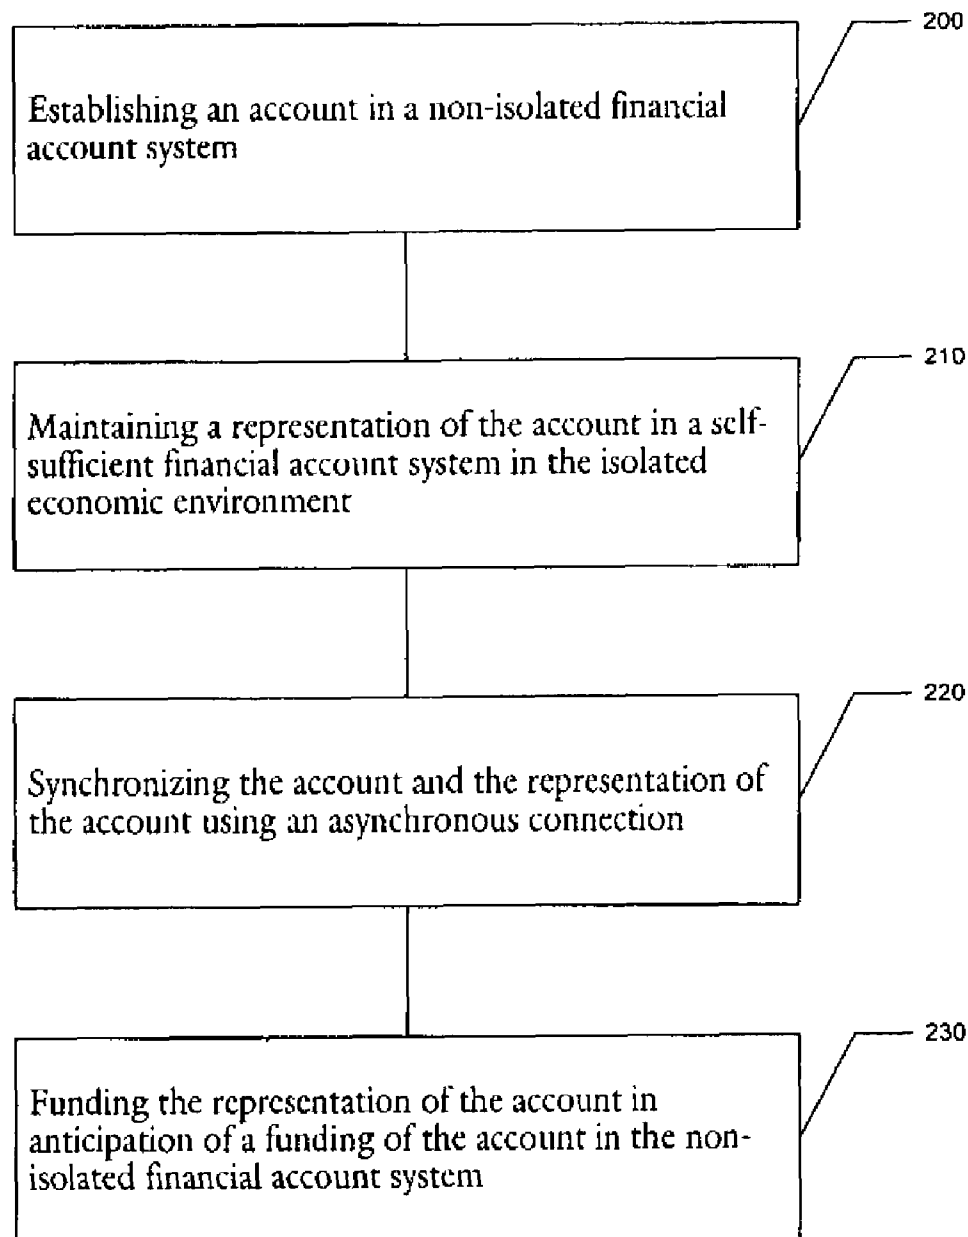 200
Establishing an account in a non-isolated financial
account system
210
Maintaining a representation of the account in a self-
sufficient financial account system in the isolated
economic environment
220
Synchronizing the account and the representation of
the account using an asynchronous connection
230
Funding the representation of the account in
anticipation of a funding of the account in the non-
isolated financial account system